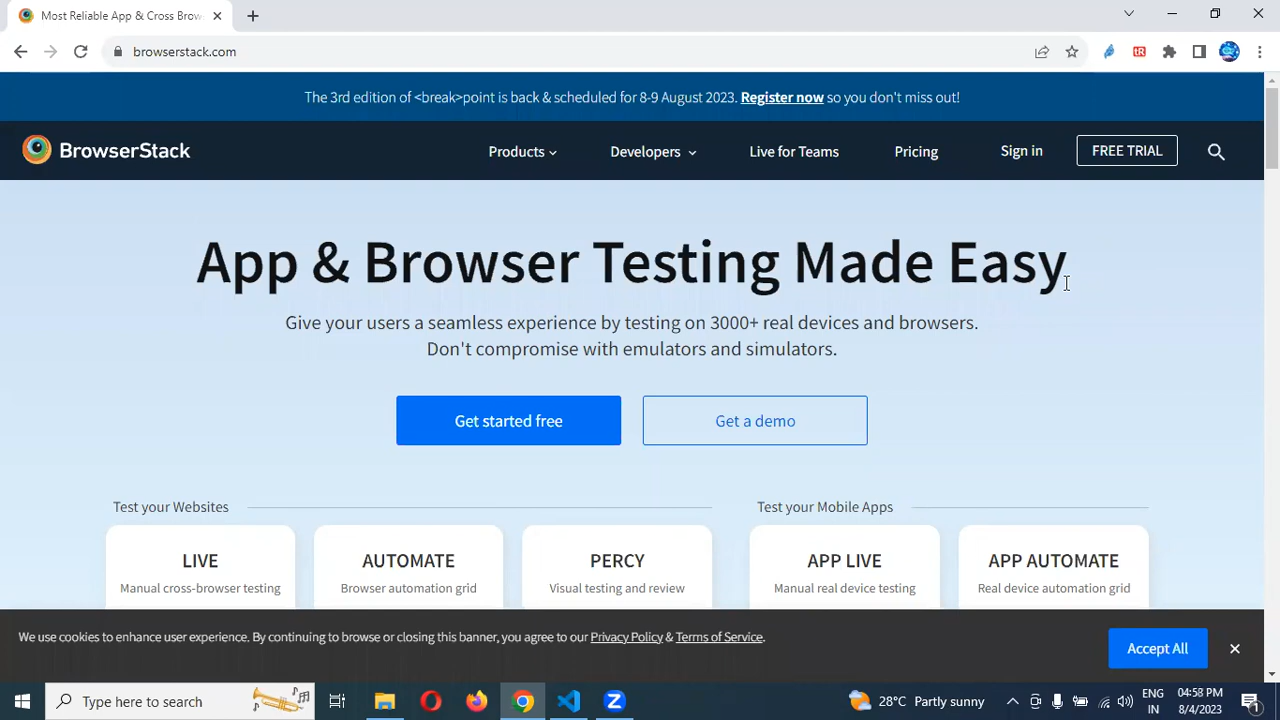 Most Reliable App & Cross Brow
browserstack.com
The 3rd edition of <break>point is back & scheduled for 8-9 August 2023. Register now so you don't miss out!
BrowserStack
Products
Developers
Live for Teams
Pricing
Sign in
FREE TRIAL
App & Browser Testing Made Easy
Give your users a seamless experience by testing on 3000+ real devices and browsers.
Don't compromise with emulators and simulators.
Get started free
Get a demo
Test your Websites
Test your Mobile Apps
LIVE
Manual cross-browser testing
AUTOMATE
Browser automation grid
PERCY
Visual testing and review
APP LIVE
Manual real device testing
APP AUTOMATE
Real device automation grid
We use cookies to enhance user experience. By continuing to browse or closing this banner, you agree to our Privacy Policy & Terms of Service.
Accept All
Type here to search
28°C Partly sunny
ENG
IN
04:58 PM
8/4/2023